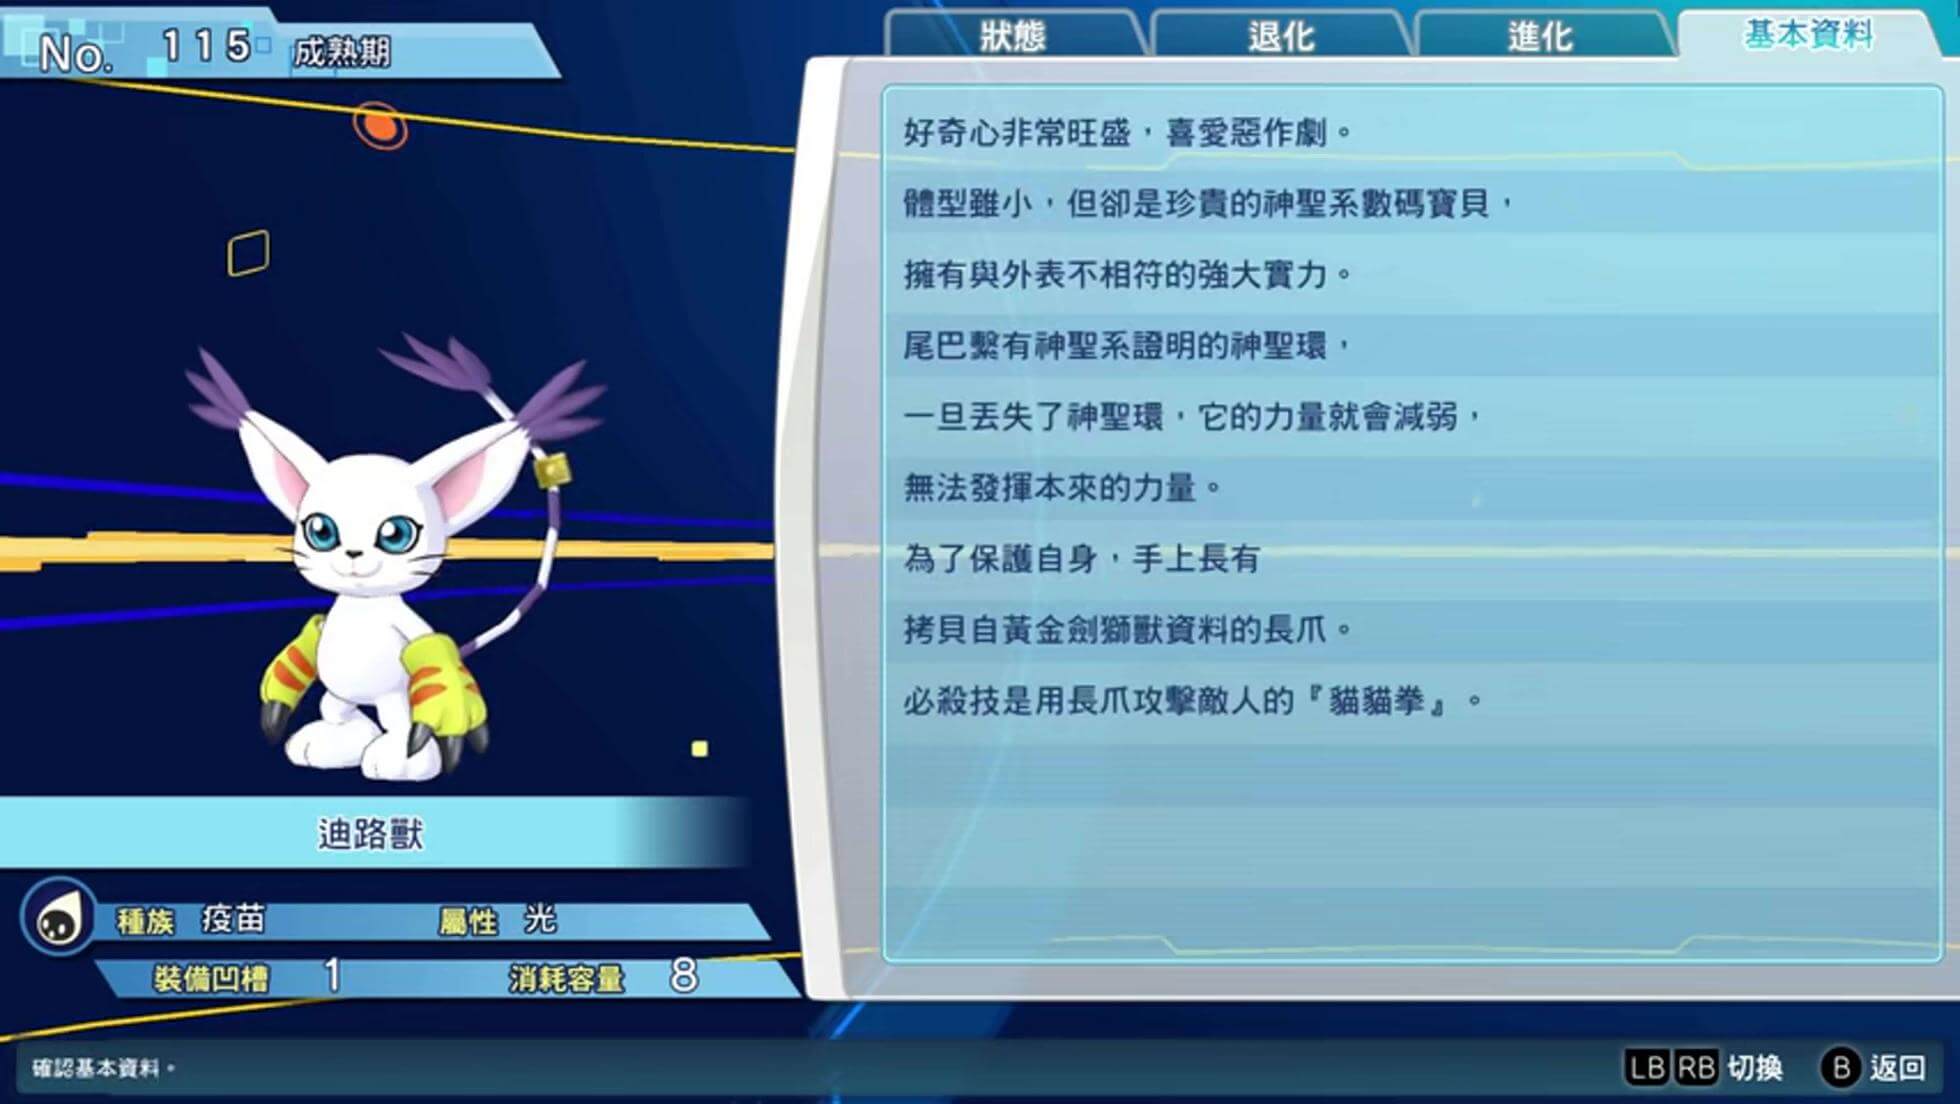 No. 115 成熟期
狀態 退化 進化 基本資料
好奇心非常旺盛，喜愛惡作劇。
體型雖小，但卻是珍貴的神聖系數碼寶貝，
擁有與外表不相符的強大實力。
尾巴繫有神聖系證明的神聖環，
一旦丟失了神聖環，它的力量就會減弱，
無法發揮本來的力量。
為了保護自身，手上長有
拷貝自黃金劍獅獸資料的長爪。
必殺技是用長爪攻擊敵人的『貓貓拳』。
迪路獸
種族 疫苗 屬性 光
裝備凹槽 1 消耗容量 8
確認基本資料。
LB RB 切換 B 返回